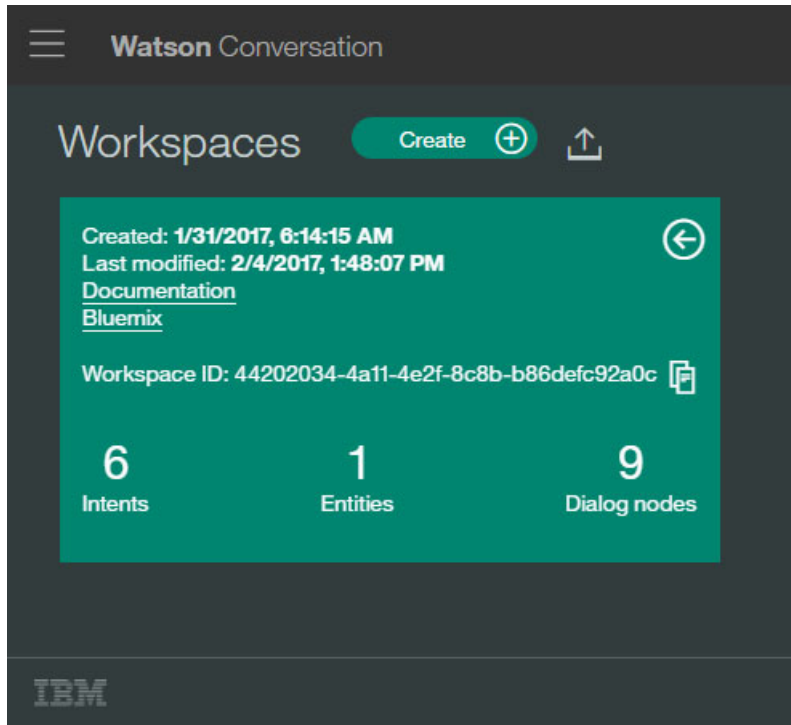 Watson Conversation
Workspaces
Create
Created: 1/31/2017, 6:14:15 AM
Last modified: 2/4/2017, 1:48:07 PM
Documentation
Bluemix
Workspace ID: 44202034-4a11-4e2f-8c8b-b86defc92a0c
6 1 9
Intents Entities Dialog nodes
IBM